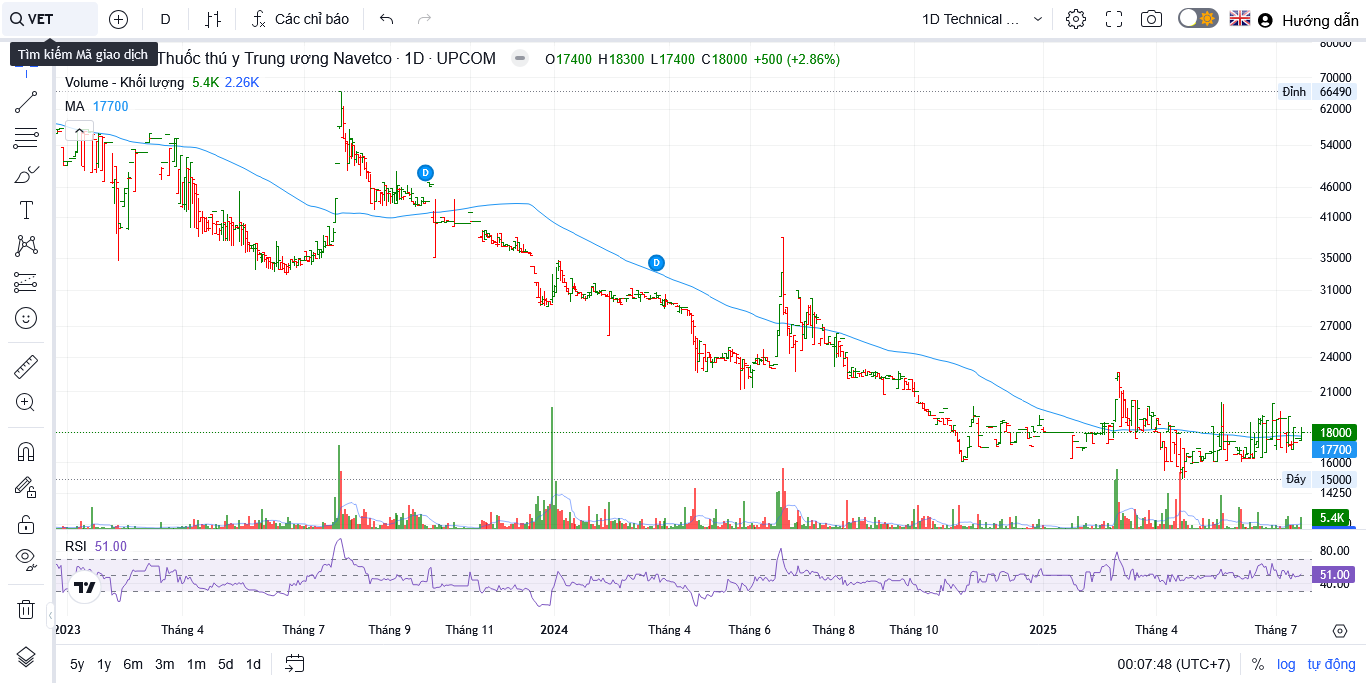 VET
D
Các chỉ báo
1D Technical ...
Hướng dẫn
Tìm kiếm Mã giao dịch
Thuốc thú y Trung ương Navetco · 1D · UPCOM O17400 H18300 L17400 C18000 +500 (+2.86%)
Volume - Khối lượng 5.4K 2.26K
MA 17700
80000
70000
Đỉnh 66490
62000
54000
46000
41000
35000
31000
27000
24000
21000
18000
17700
16000
Đáy 15000
14250
5.4K
D
D
RSI 51.00
80.00
51.00
40.00
2023 Tháng 4 Tháng 7 Tháng 9 Tháng 11 2024 Tháng 4 Tháng 6 Tháng 8 Tháng 10 2025 Tháng 4 Tháng 7
5y 1y 6m 3m 1m 5d 1d
00:07:48 (UTC+7) % log tự động